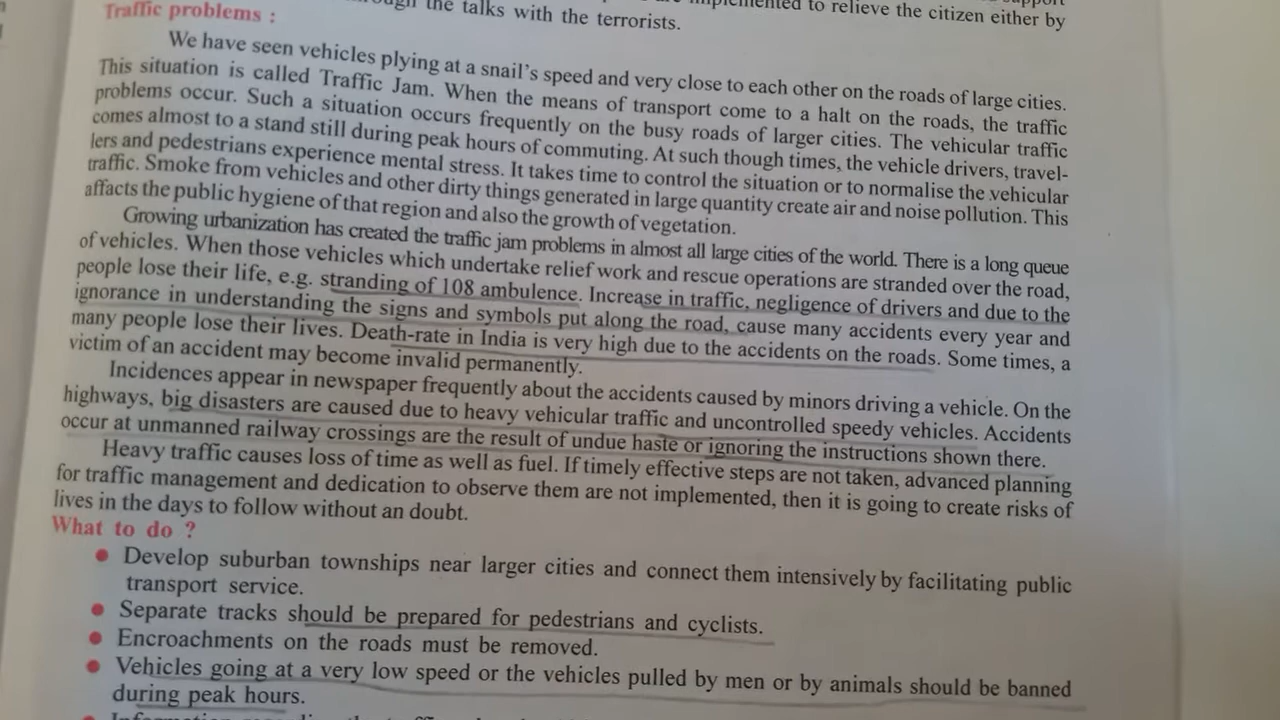 implemented to relieve the citizen either by
through the talks with the terrorists.
Traffic problems :
We have seen vehicles plying at a snail's speed and very close to each other on the roads of large cities.
This situation is called Traffic Jam. When the means of transport come to a halt on the roads, the traffic
problems occur. Such a situation occurs frequently on the busy roads of larger cities. The vehicular traffic
comes almost to a stand still during peak hours of commuting. At such though times, the vehicle drivers, travel-
lers and pedestrians experience mental stress. It takes time to control the situation or to normalise the vehicular
traffic. Smoke from vehicles and other dirty things generated in large quantity create air and noise pollution. This
affacts the public hygiene of that region and also the growth of vegetation.
Growing urbanization has created the traffic jam problems in almost all large cities of the world. There is a long queue
of vehicles. When those vehicles which undertake relief work and rescue operations are stranded over the road,
people lose their life, e.g. stranding of 108 ambulence. Increase in traffic, negligence of drivers and due to the
ignorance in understanding the signs and symbols put along the road, cause many accidents every year and
many people lose their lives. Death-rate in India is very high due to the accidents on the roads. Some times, a
victim of an accident may become invalid permanently.
Incidences appear in newspaper frequently about the accidents caused by minors driving a vehicle. On the
highways, big disasters are caused due to heavy vehicular traffic and uncontrolled speedy vehicles. Accidents
occur at unmanned railway crossings are the result of undue haste or ignoring the instructions shown there.
Heavy traffic causes loss of time as well as fuel. If timely effective steps are not taken, advanced planning
for traffic management and dedication to observe them are not implemented, then it is going to create risks of
lives in the days to follow without an doubt.
What to do ?
• Develop suburban townships near larger cities and connect them intensively by facilitating public
transport service.
• Separate tracks should be prepared for pedestrians and cyclists.
• Encroachments on the roads must be removed.
• Vehicles going at a very low speed or the vehicles pulled by men or by animals should be banned
during peak hours.